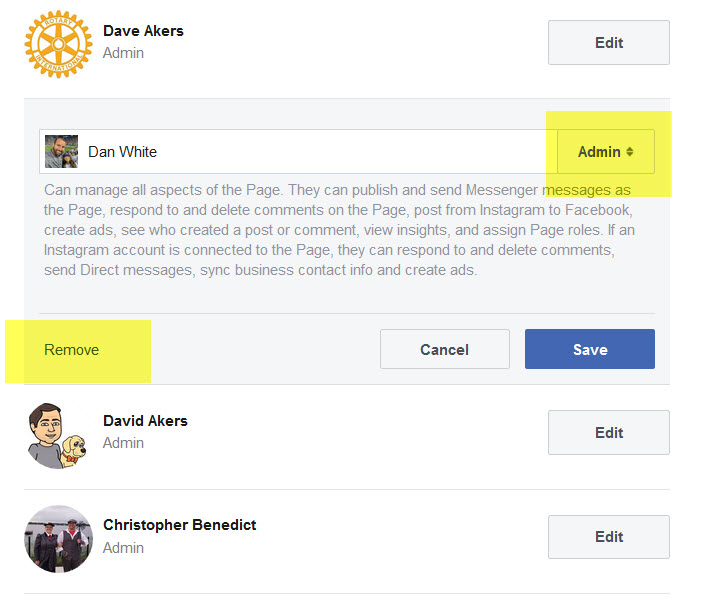 ROTARY
INTERNATIONAL
Dave Akers
Admin
Edit
Dan White
Admin
Can manage all aspects of the Page. They can publish and send Messenger messages as
the Page, respond to and delete comments on the Page, post from Instagram to Facebook,
create ads, see who created a post or comment, view insights, and assign Page roles. If an
Instagram account is connected to the Page, they can respond to and delete comments,
send Direct messages, sync business contact info and create ads.
Remove
Cancel
Save
David Akers
Admin
Edit
Christopher Benedict
Admin
Edit